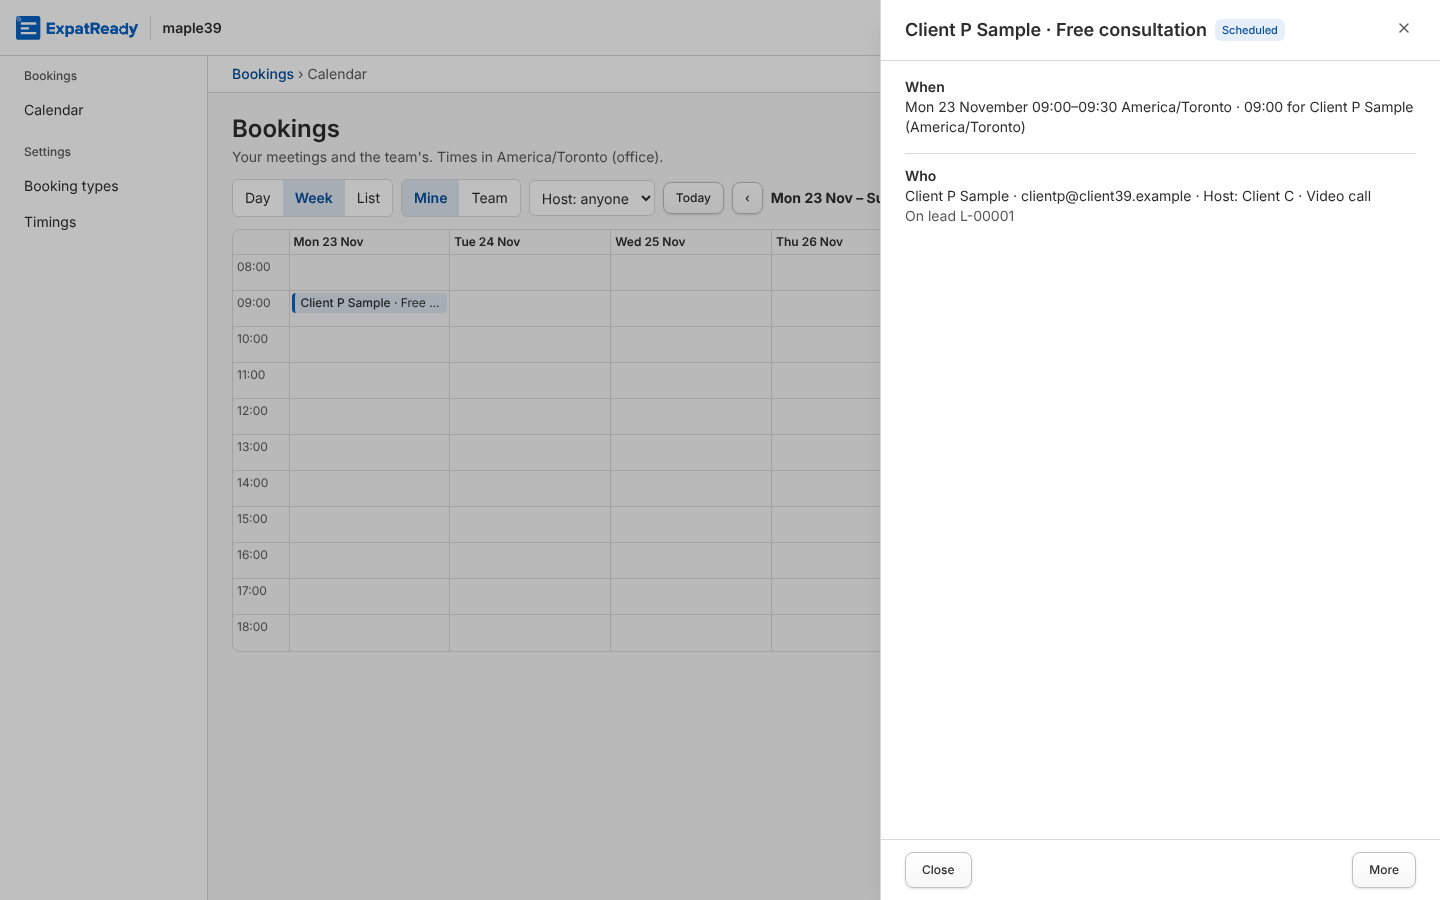 ExpatReady
maple39
Bookings
Calendar
Settings
Booking types
Timings
Bookings › Calendar
Bookings
Your meetings and the team's. Times in America/Toronto (office).
Day Week List Mine Team Host: anyone Today ‹ Mon 23 Nov – Su
Mon 23 Nov Tue 24 Nov Wed 25 Nov Thu 26 Nov
08:00
09:00 Client P Sample · Free ...
10:00
11:00
12:00
13:00
14:00
15:00
16:00
17:00
18:00
Client P Sample · Free consultation Scheduled ×
When
Mon 23 November 09:00–09:30 America/Toronto · 09:00 for Client P Sample
(America/Toronto)
Who
Client P Sample · clientp@client39.example · Host: Client C · Video call
On lead L-00001
Close More